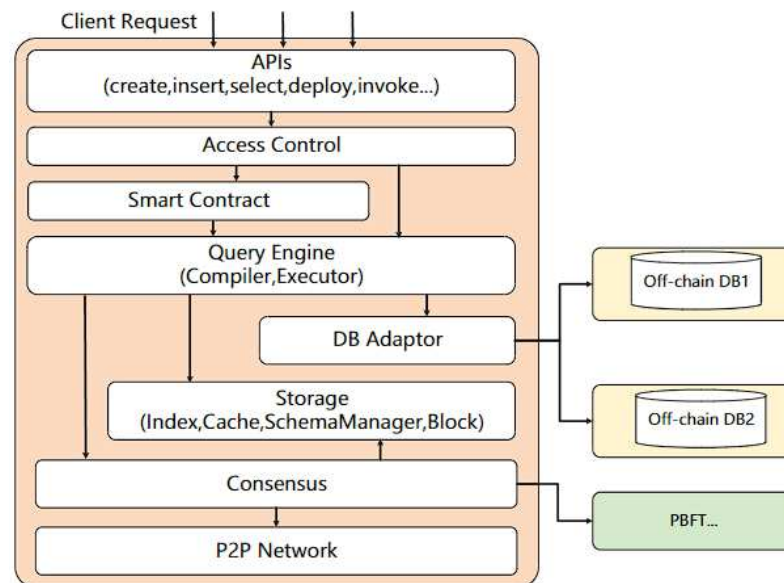 Client Request
APIs
(create,insert,select,deploy,invoke...)
Access Control
Smart Contract
Query Engine
(Compiler,Executor)
Off-chain DB1
DB Adaptor
Storage
(Index,Cache,SchemaManager,Block)
Off-chain DB2
Consensus
PBFT...
P2P Network